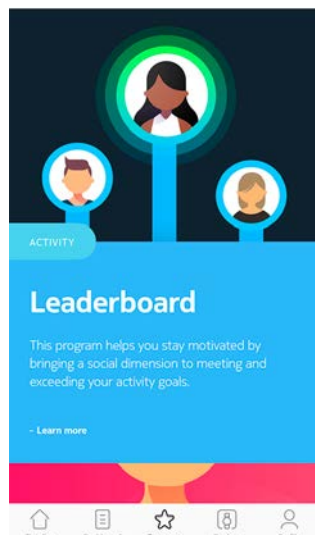 ACTIVITY
Leaderboard
This program helps you stay motivated by
bringing a social dimension to meeting and
exceeding your activity goals.
- Learn more